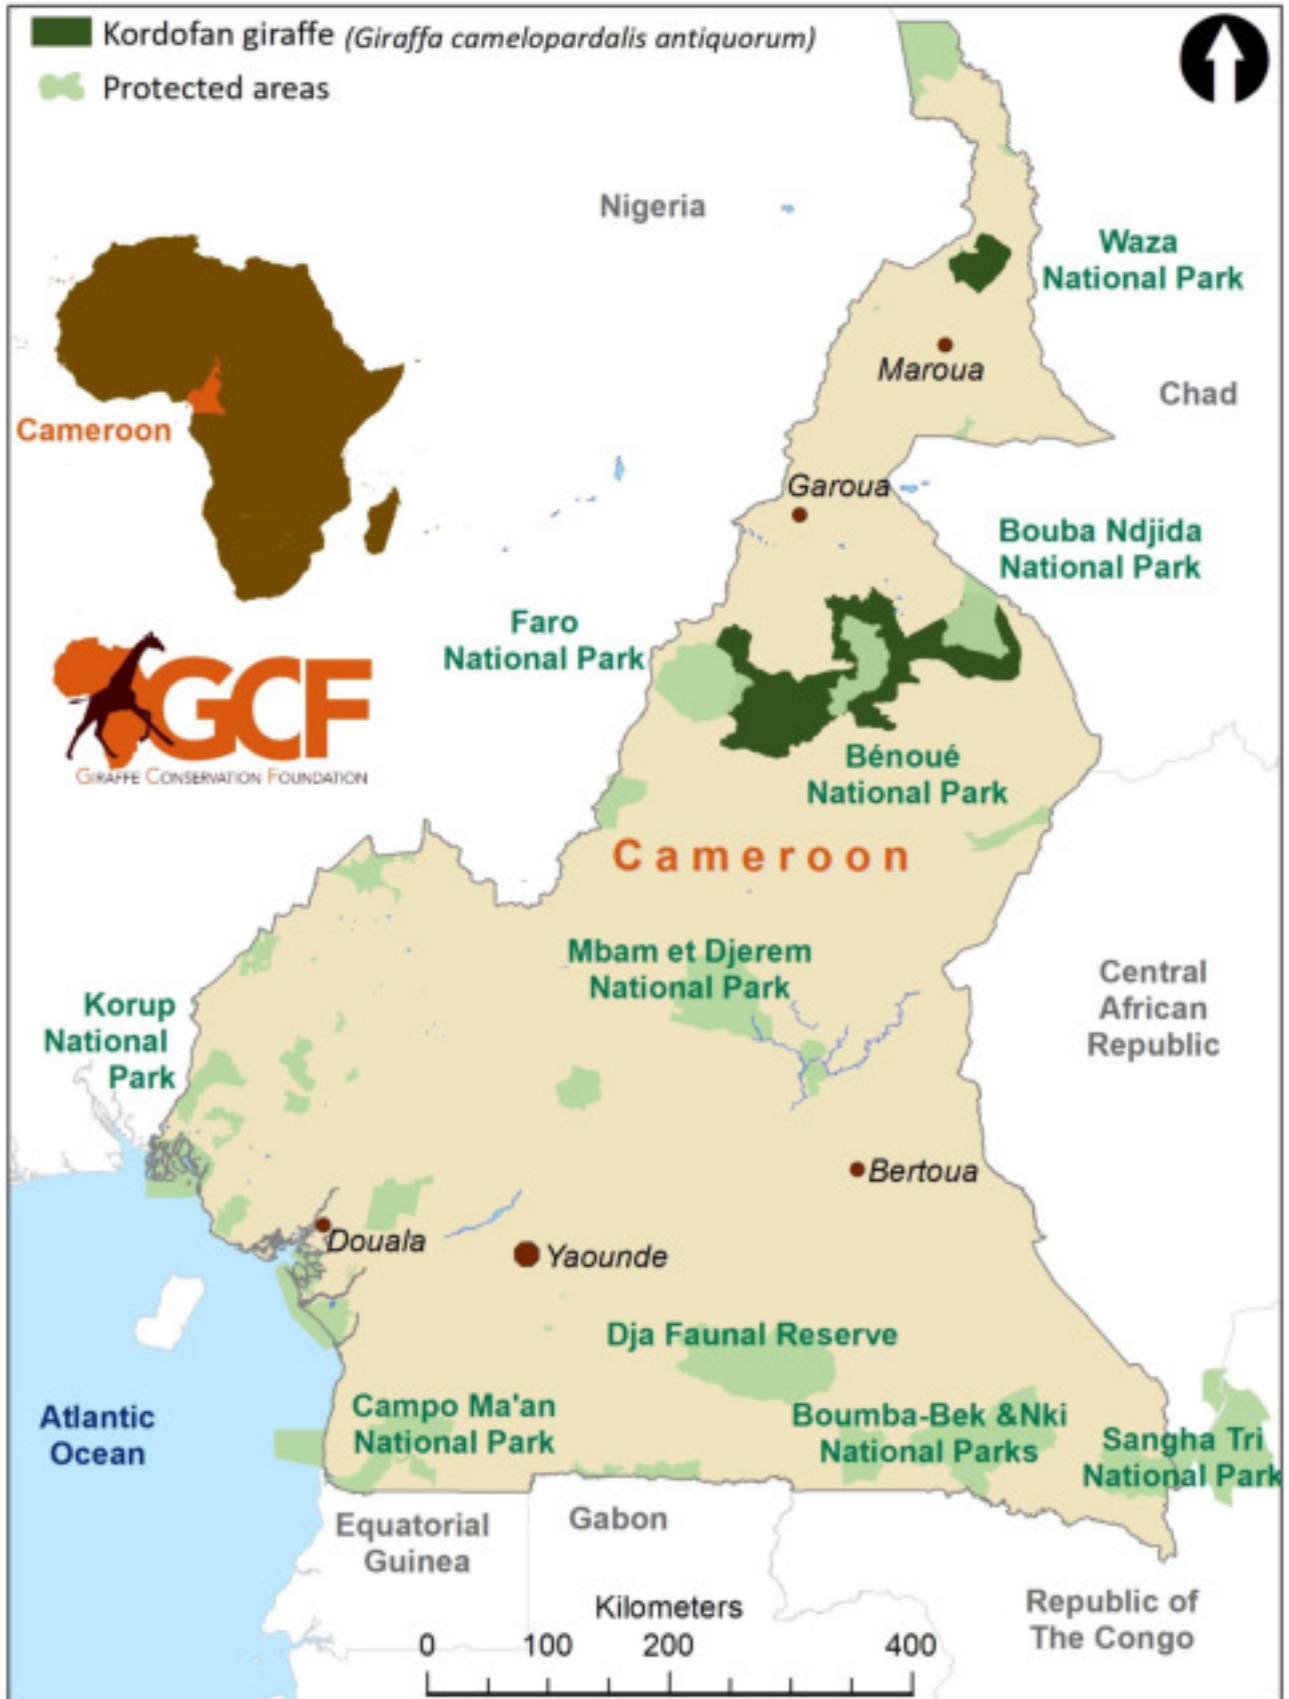 Kordofan giraffe (Giraffa camelopardalis antiquorum)
Protected areas
Nigeria
Waza
National Park
Maroua
Chad
Cameroon
Garoua
Bouba Ndjida
National Park
Faro
National Park
GCF
GIRAFFE CONSERVATION FOUNDATION
Bénoué
National Park
Cameroon
Mbam et Djerem
National Park
Central
African
Republic
Korup
National
Park
Bertoua
Douala
Yaounde
Dja Faunal Reserve
Campo Ma'an
National Park
Boumba-Bek &Nki
National Parks
Sangha Tri
National Park
Atlantic
Ocean
Equatorial
Guinea
Gabon
Republic of
The Congo
Kilometers
0 100 200 400